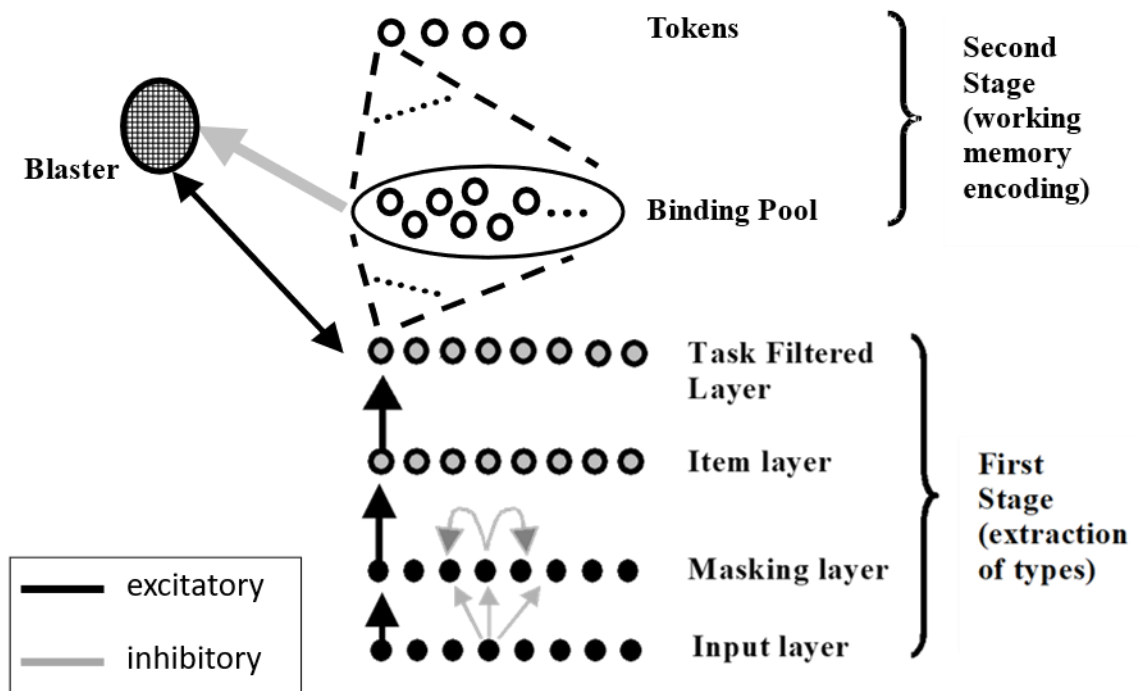 Tokens
Second
Stage
(working
memory
encoding)
Blaster
Binding Pool
Task Filtered
Layer
Item layer
First
Stage
(extraction
of types)
Masking layer
Input layer
excitatory
inhibitory